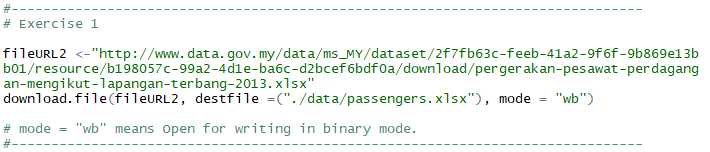 #-------------------------------------------------------------------------------
# Exercise 1
fileURL2 <-"http://www.data.gov.my/data/ms_MY/dataset/2f7fb63c-feeb-41a2-9f6f-9b869e13b
b01/resource/b198057c-99a2-4d1e-ba6c-d2bcef6bdf0a/download/pergerakan-pesawat-perdagang
an-mengikut-lapangan-terbang-2013.xlsx"
download.file(fileURL2, destfile =("./data/passengers.xlsx"), mode = "wb")
# mode = "wb" means Open for writing in binary mode.
#-------------------------------------------------------------------------------